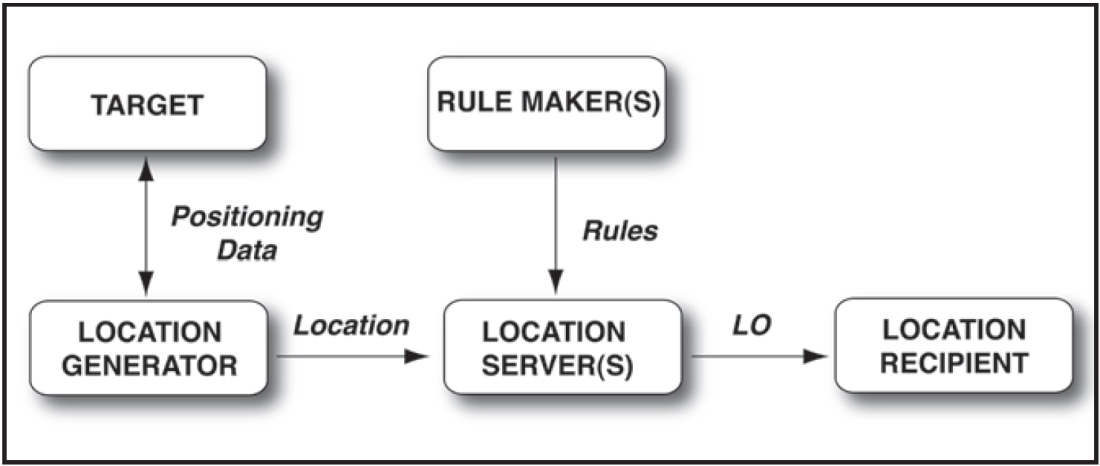 TARGET
RULE MAKER(S)
Positioning
Data
Rules
LOCATION
GENERATOR
Location
LOCATION
SERVER(S)
LO
LOCATION
RECIPIENT